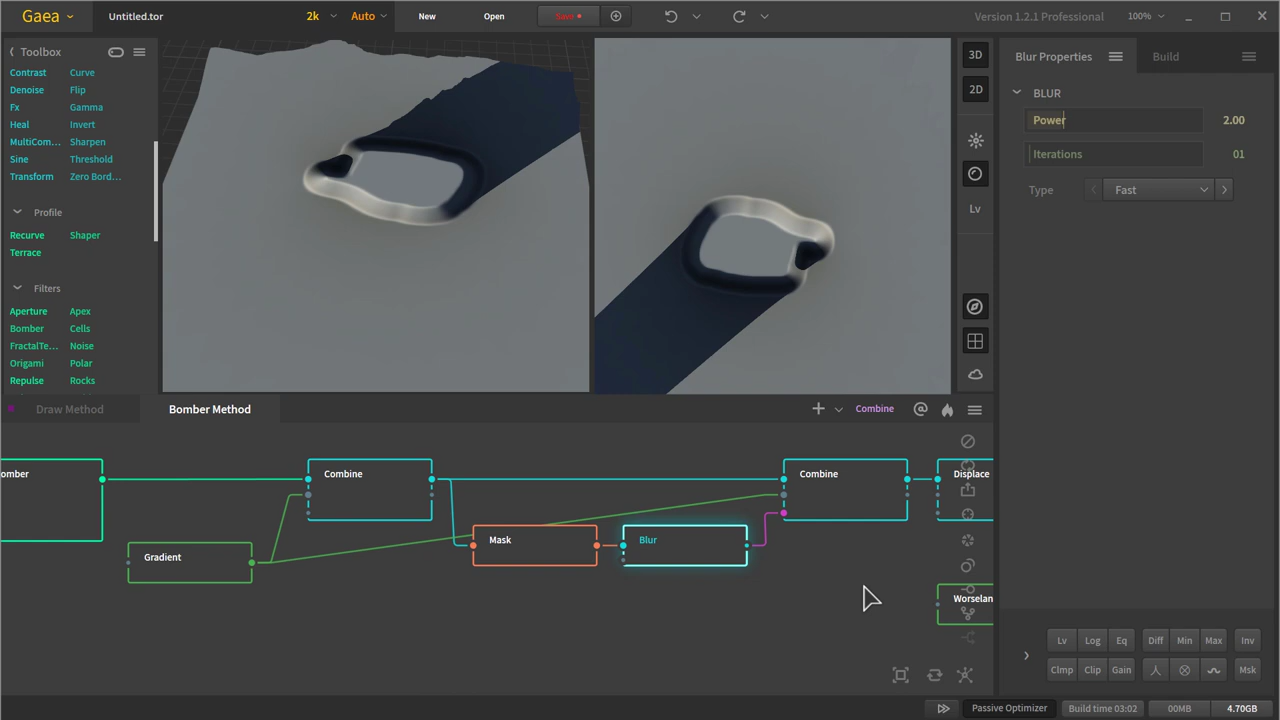 Gaea
Untitled.tor
2k
Auto
New
Open
Save
Version 1.2.1 Professional
100%
Toolbox
Contrast
Curve
Denoise
Flip
Fx
Gamma
Heal
Invert
MultiCom...
Sharpen
Sine
Threshold
Transform
Zero Bord...
Profile
Recurve
Shaper
Terrace
Filters
Aperture
Apex
Bomber
Cells
FractalTe...
Noise
Origami
Polar
Repulse
Rocks
3D
2D
Lv
Blur Properties
Build
BLUR
Power
2.00
Iterations
01
Type
Fast
Draw Method
Bomber Method
Combine
omber
Combine
Combine
Displace
Gradient
Mask
Blur
Worselan
Lv
Log
Eq
Diff
Min
Max
Inv
Clmp
Clip
Gain
Msk
Passive Optimizer
Build time 03:02
00MB
4.70GB